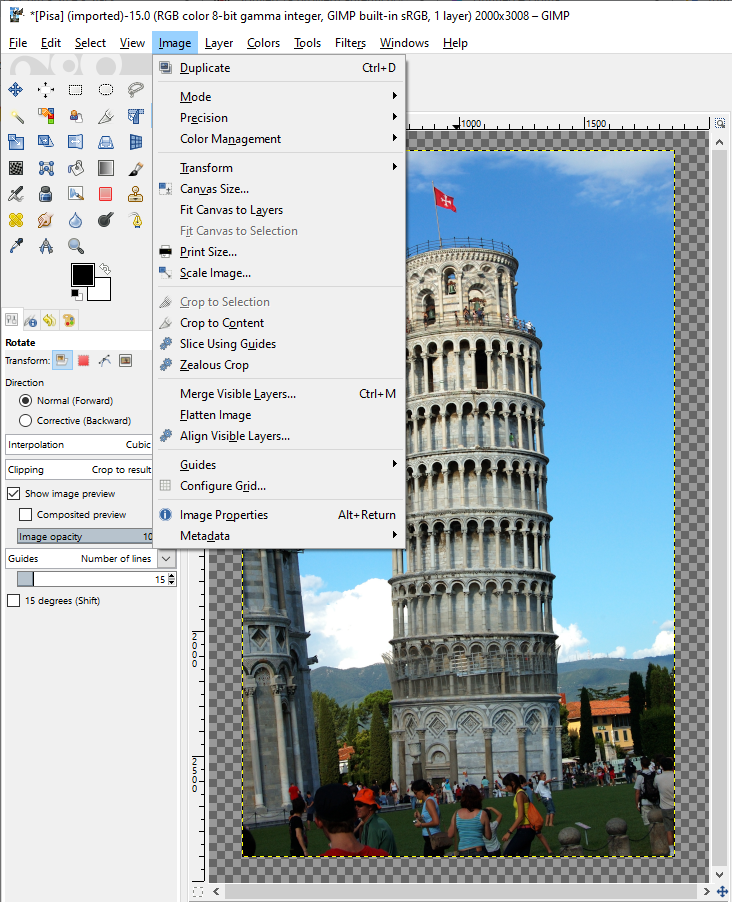 *[Pisa] (imported)-15.0 (RGB color 8-bit gamma integer, GIMP built-in sRGB, 1 layer) 2000x3008 – GIMP
File Edit Select View Image Layer Colors Tools Filters Windows Help
Duplicate Ctrl+D
Mode
Precision
Color Management
Transform
Canvas Size...
Fit Canvas to Layers
Fit Canvas to Selection
Print Size...
Scale Image...
Crop to Selection
Crop to Content
Slice Using Guides
Zealous Crop
Merge Visible Layers... Ctrl+M
Flatten Image
Align Visible Layers...
Guides
Configure Grid...
Image Properties Alt+Return
Metadata
1000 1500
Rotate
Transform:
Direction
Normal (Forward)
Corrective (Backward)
Interpolation Cubic
Clipping Crop to result
Show image preview
Composited preview
Image opacity 10
Guides Number of lines
15
15 degrees (Shift)
2000
2500